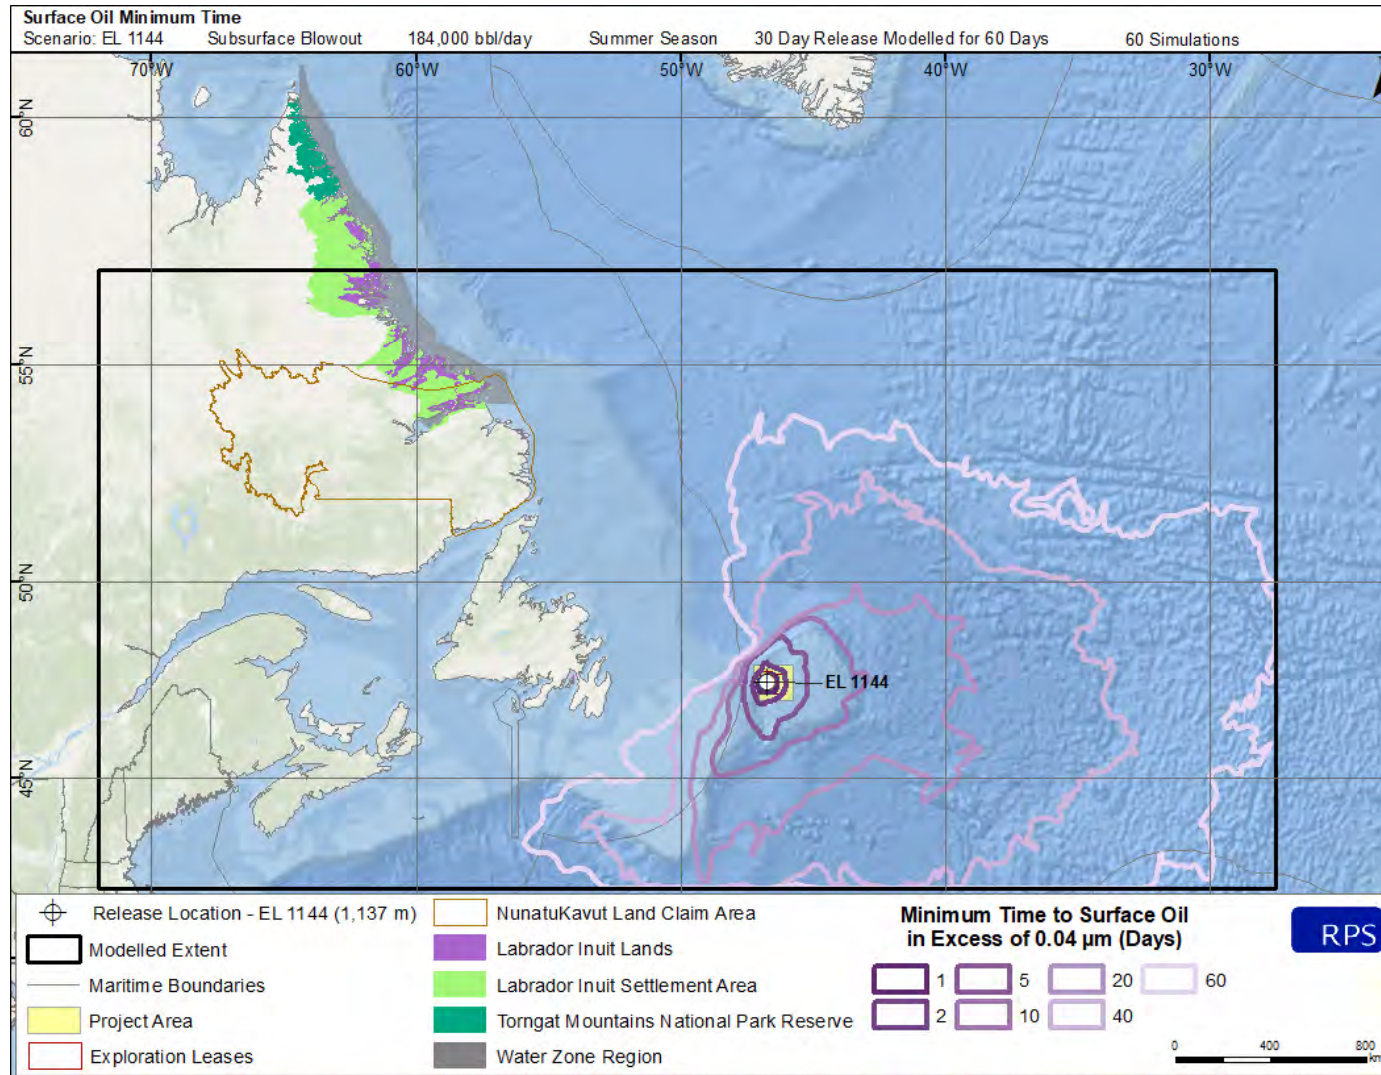 Surface Oil Minimum Time
Scenario: EL 1144 Subsurface Blowout 184,000 bbl/day Summer Season 30 Day Release Modelled for 60 Days 60 Simulations
70°W 60°W 50°W 40°W 30°W
60°N
55°N
50°N
45°N
EL 1144
Release Location - EL 1144 (1,137 m)
Modelled Extent
Maritime Boundaries
Project Area
Exploration Leases
NunatuKavut Land Claim Area
Labrador Inuit Lands
Labrador Inuit Settlement Area
Torngat Mountains National Park Reserve
Water Zone Region
Minimum Time to Surface Oil
in Excess of 0.04 µm (Days)
1 5 20 60
2 10 40
RPS
0 400 800
km